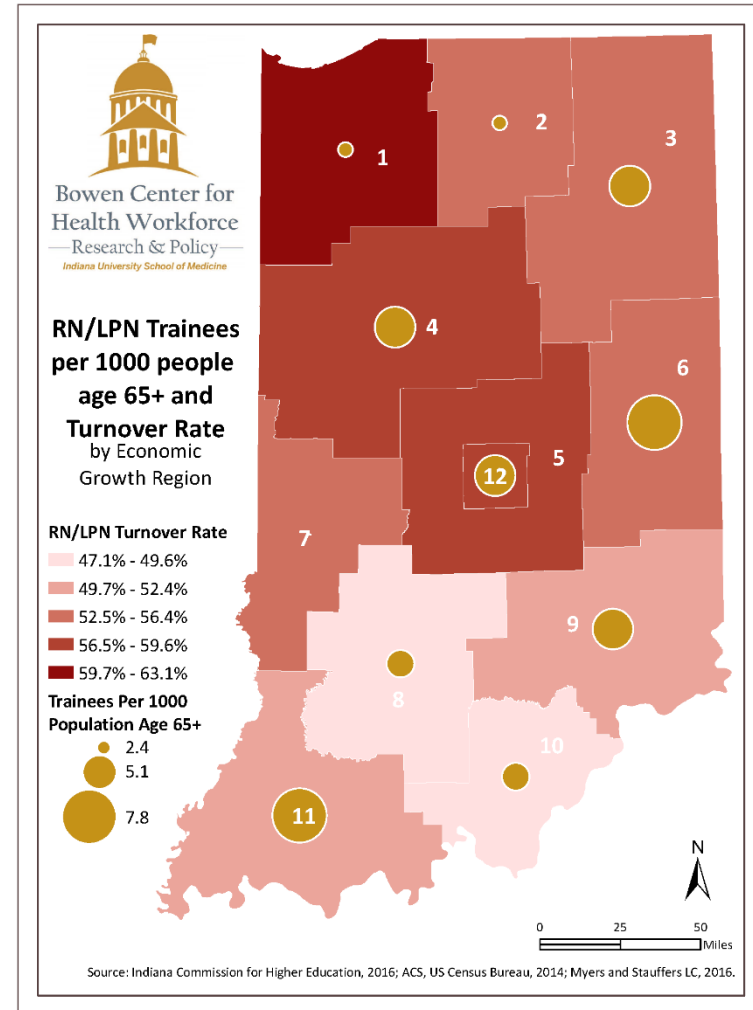 Bowen Center for
Health Workforce
Research & Policy
Indiana University School of Medicine
RN/LPN Trainees
per 1000 people
age 65+ and
Turnover Rate
by Economic
Growth Region
RN/LPN Turnover Rate
47.1% - 49.6%
49.7% - 52.4%
52.5% - 56.4%
56.5% - 59.6%
59.7% - 63.1%
Trainees Per 1000
Population Age 65+
2.4
5.1
7.8
1
2
3
4
5
6
7
8
9
10
11
12
N
0 25 50
Miles
Source: Indiana Commission for Higher Education, 2016; ACS, US Census Bureau, 2014; Myers and Stauffers LC, 2016.